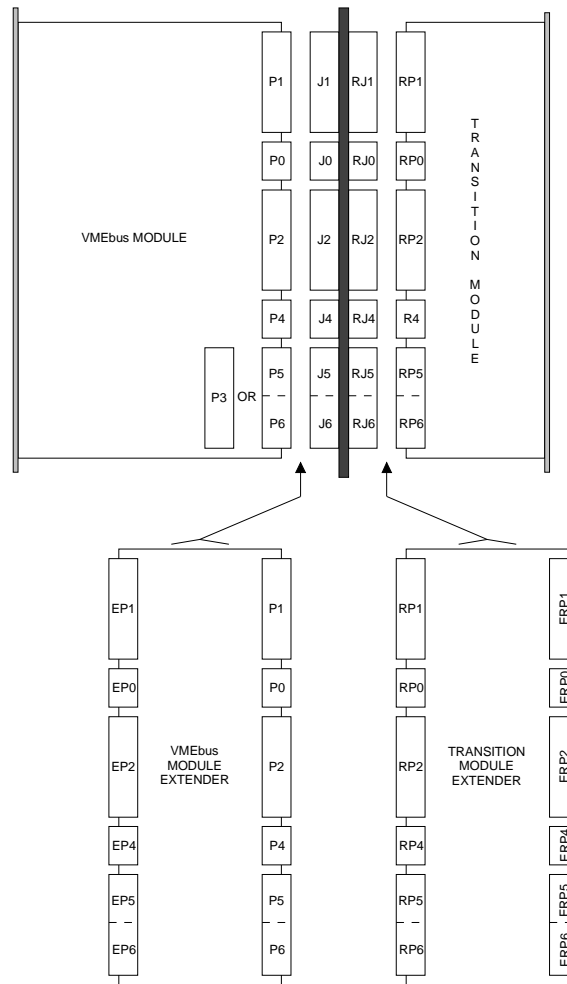 P1 J1 RJ1 RP1
P0 J0 RJ0 RP0
VMEbus MODULE
P2 J2 RJ2 RP2
TRANSITION MODULE
P4 J4 RJ4 R4
P3 OR P5 J5 RJ5 RP5
P6 J6 RJ6 RP6
EP1 P1 RP1 ERP1
EP0 P0 RP0 ERP0
EP2 P2 RP2 ERP2
VMEbus
MODULE
EXTENDER
TRANSITION
MODULE
EXTENDER
EP4 P4 RP4 ERP4
EP5 P5 RP5 ERP5
EP6 P6 RP6 ERP6